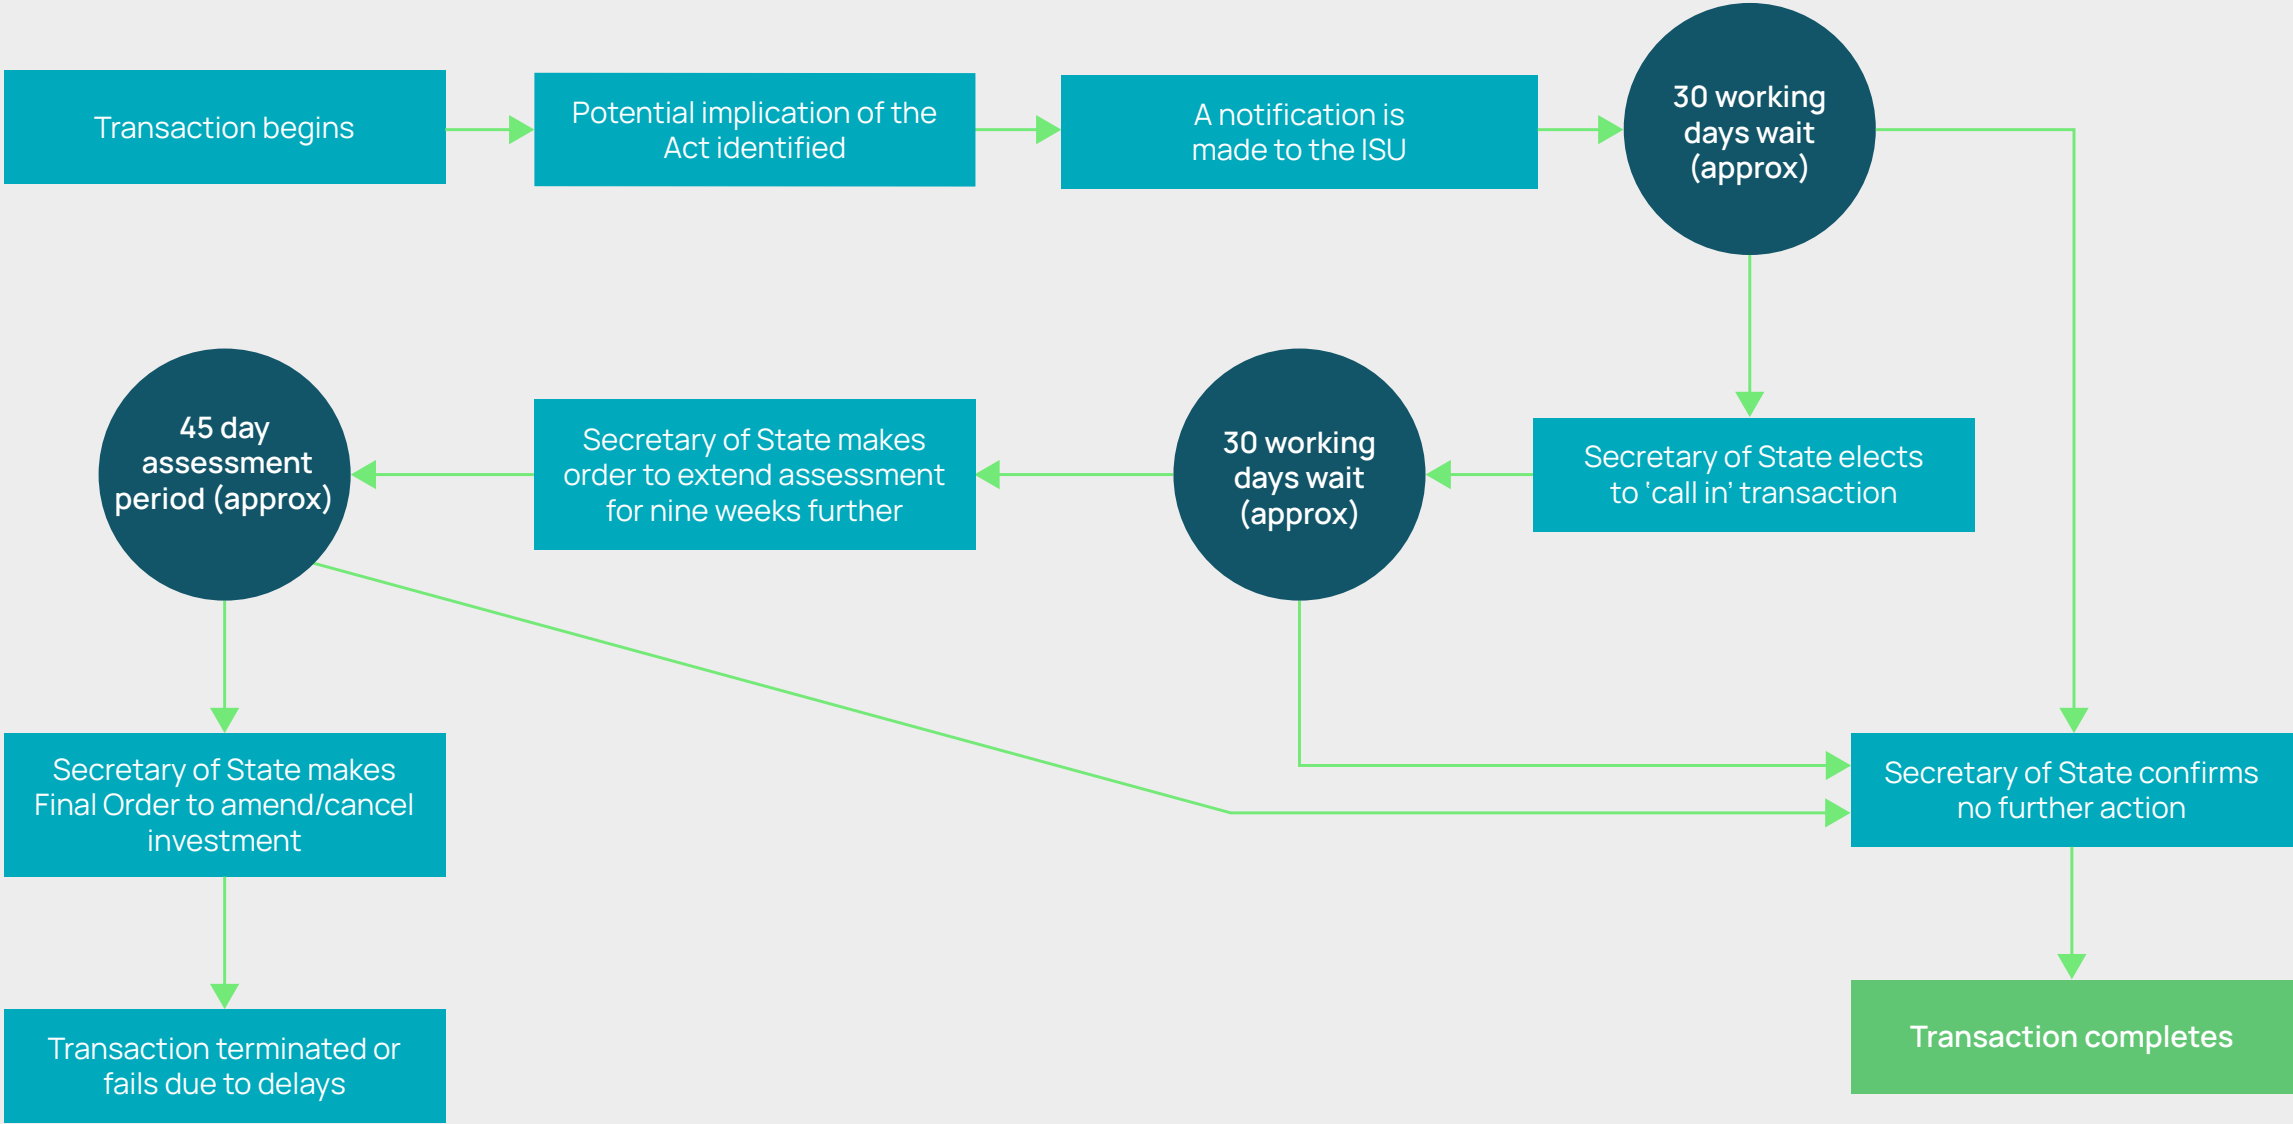 Transaction begins
Potential implication of the
Act identified
A notification is
made to the ISU
30 working
days wait
(approx)
Secretary of State elects
to ‘call in’ transaction
30 working
days wait
(approx)
Secretary of State makes
order to extend assessment
for nine weeks further
45 day
assessment
period (approx)
Secretary of State makes
Final Order to amend/cancel
investment
Transaction terminated or
fails due to delays
Secretary of State confirms
no further action
Transaction completes